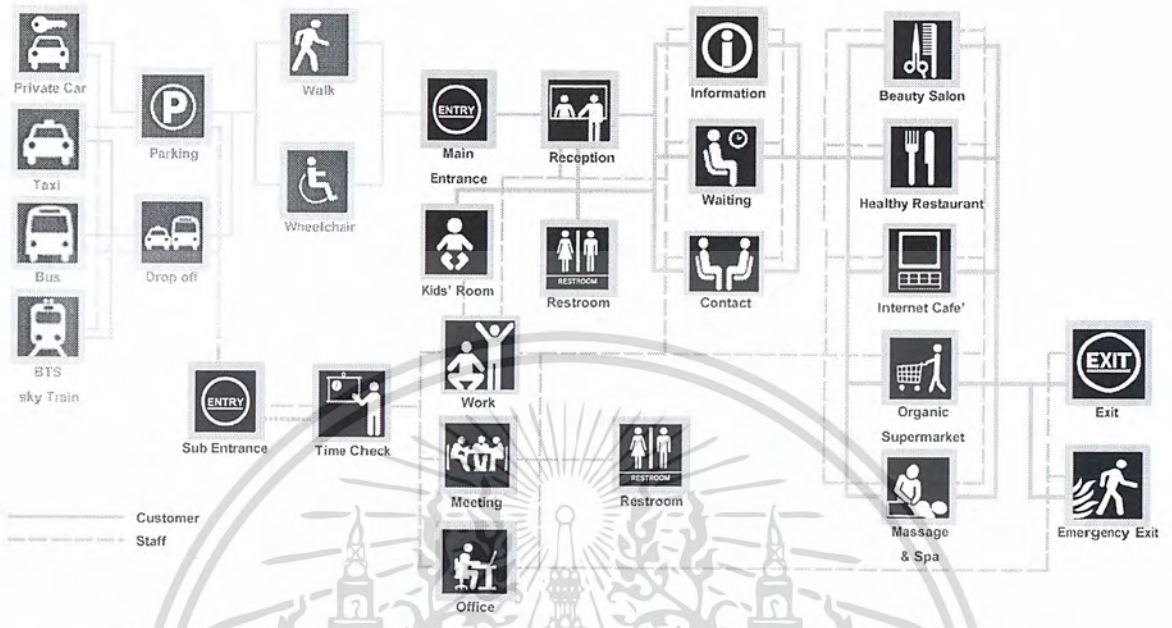 Private Car
Taxi
Bus
BTS
sky Train
P
Parking
Drop off
Walk
Wheelchair
ENTRY
Main
Entrance
Reception
Kids' Room
RESTROOM
Restroom
Information
Waiting
Contact
Beauty Salon
Healthy Restaurant
Internet Cafe'
Organic
Supermarket
Massage
& Spa
EXIT
Exit
Emergency Exit
ENTRY
Sub Entrance
Time Check
Work
Meeting
Office
RESTROOM
Restroom
Customer
Staff